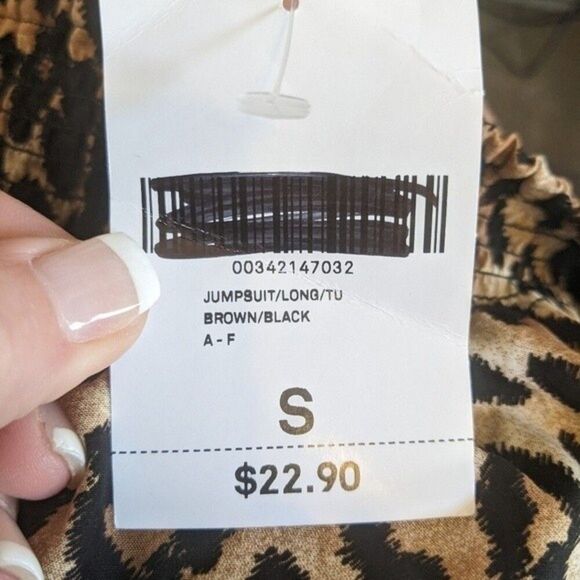 00342147032
JUMPSUIT/LONG/TU
BROWN/BLACK
A - F
S
$22.90